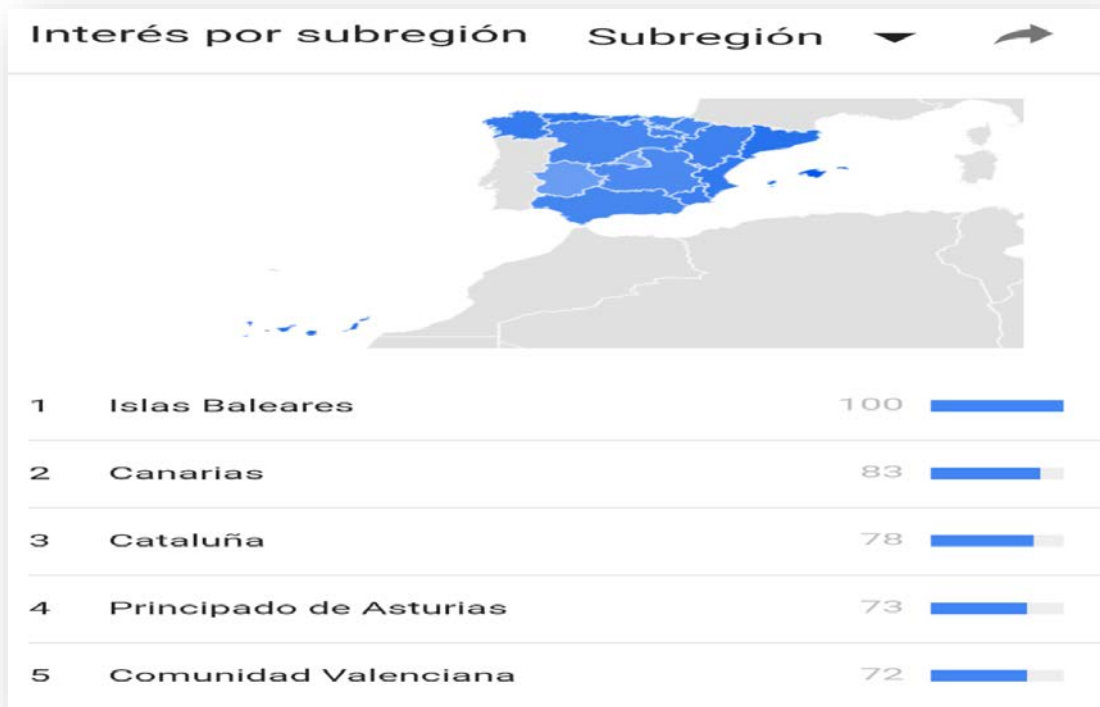 Interés por subregión Subregión
1 Islas Baleares 100
2 Canarias 83
3 Cataluña 78
4 Principado de Asturias 73
5 Comunidad Valenciana 72